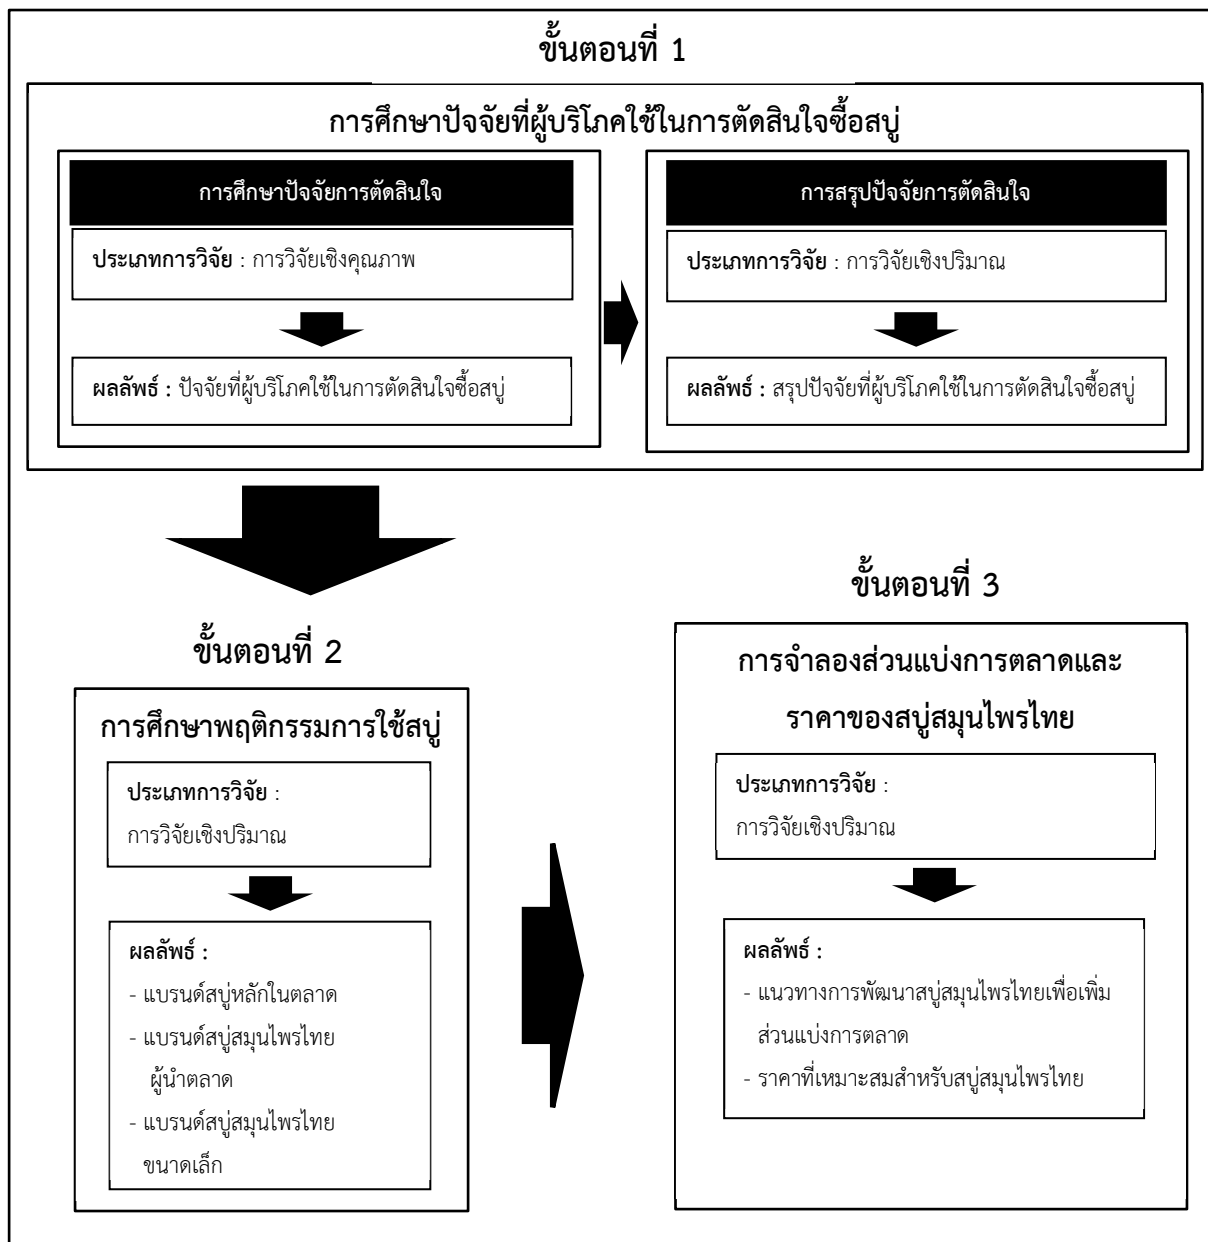 ขั้นตอนที่ 1
การศึกษาปัจจัยที่ผู้บริโภคใช้ในการตัดสินใจซื้อสบู่
การศึกษาปัจจัยการตัดสินใจ
ประเภทการวิจัย : การวิจัยเชิงคุณภาพ
ผลลัพธ์ : ปัจจัยที่ผู้บริโภคใช้ในการตัดสินใจซื้อสบู่
การสรุปปัจจัยการตัดสินใจ
ประเภทการวิจัย : การวิจัยเชิงปริมาณ
ผลลัพธ์ : สรุปปัจจัยที่ผู้บริโภคใช้ในการตัดสินใจซื้อสบู่
ขั้นตอนที่ 2
การศึกษาพฤติกรรมการใช้สบู่
ประเภทการวิจัย :
การวิจัยเชิงปริมาณ
ผลลัพธ์ :
- แบรนด์สบู่หลักในตลาด
- แบรนด์สบู่สมุนไพรไทย
ผู้นำตลาด
- แบรนด์สบู่สมุนไพรไทย
ขนาดเล็ก
ขั้นตอนที่ 3
การจำลองส่วนแบ่งการตลาดและ
ราคาของสบู่สมุนไพรไทย
ประเภทการวิจัย :
การวิจัยเชิงปริมาณ
ผลลัพธ์ :
- แนวทางการพัฒนาสบู่สมุนไพรไทยเพื่อเพิ่ม
ส่วนแบ่งการตลาด
- ราคาที่เหมาะสมสำหรับสบู่สมุนไพรไทย